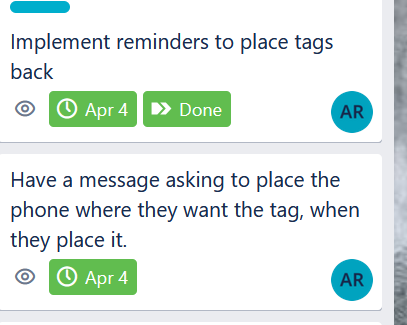 Implement reminders to place tags
back
Apr 4 Done
AR
Have a message asking to place the
phone where they want the tag, when
they place it.
Apr 4
AR